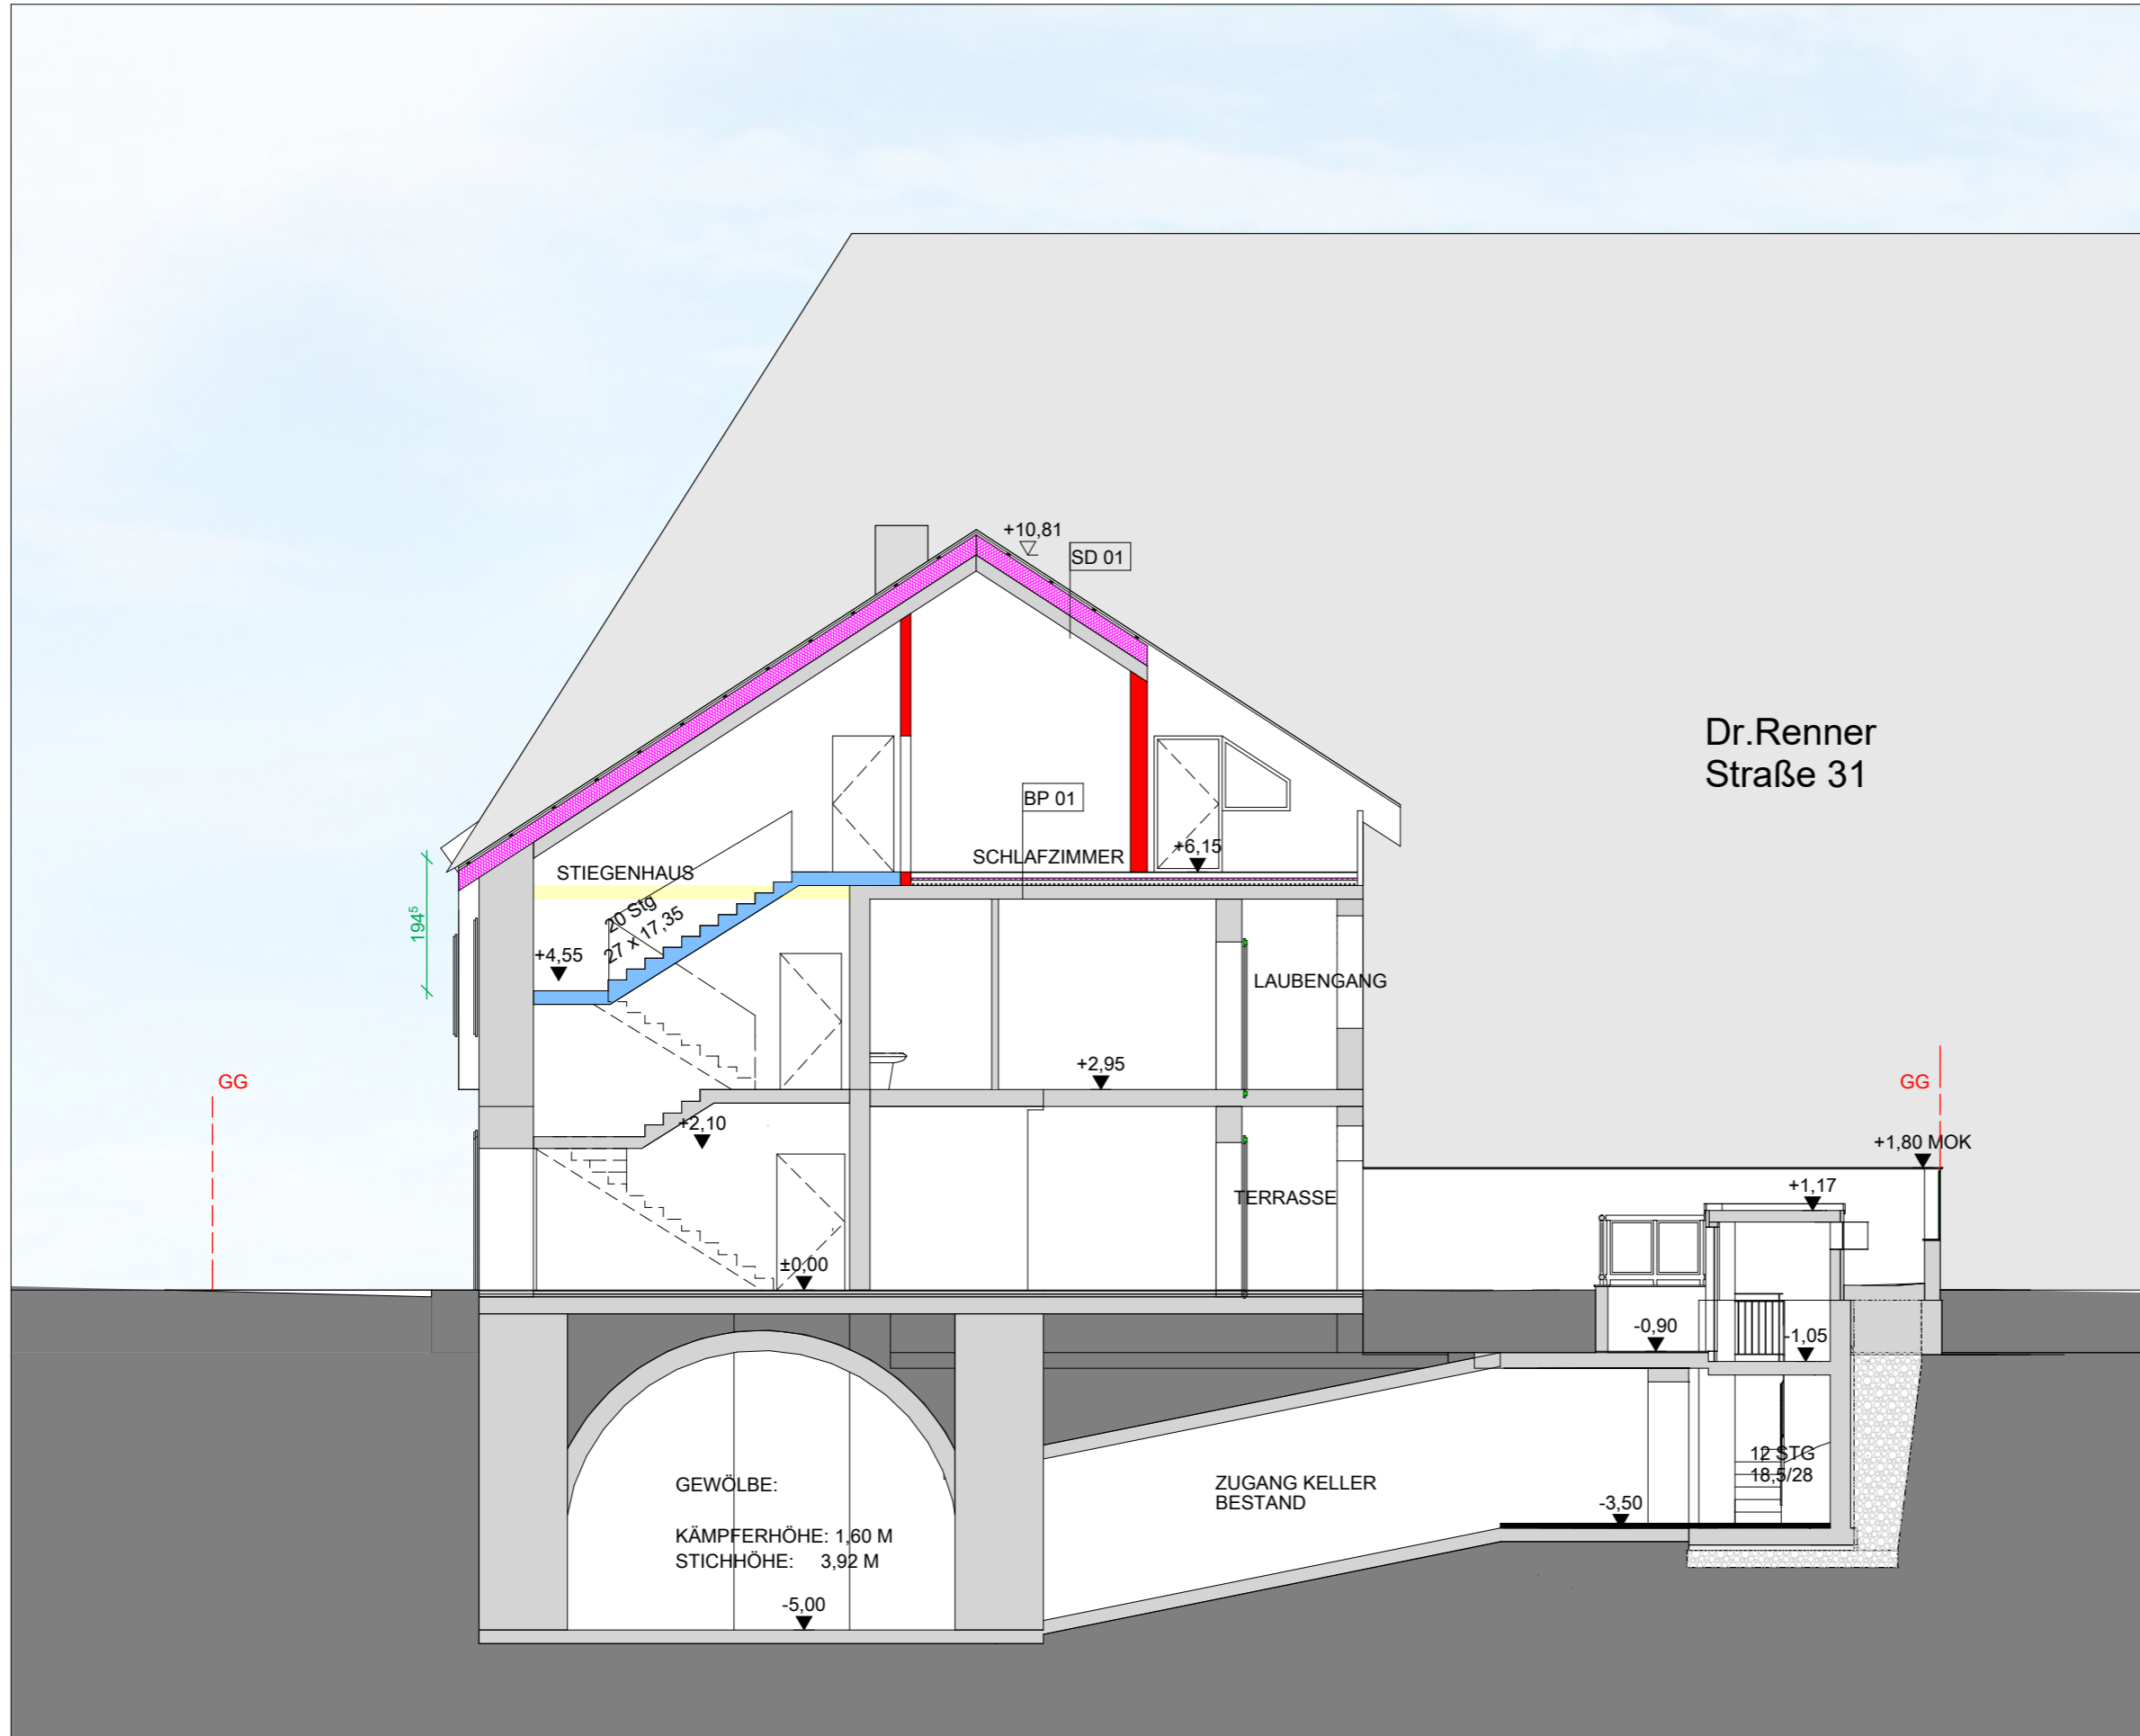 +10,81
SD 01
Dr.Renner
Straße 31
BP 01
+6,15
SCHLAFZIMMER
STIEGENHAUS
194⁵
20 Stg
27 x 17,35
+4,55
LAUBENGANG
+2,95
GG
GG
+2,10
+1,80 MOK
+1,17
TERRASSE
±0,00
-0,90
-1,05
12 STG
18,5/28
GEWÖLBE:
ZUGANG KELLER
BESTAND
-3,50
KÄMPFERHÖHE: 1,60 M
STICHHÖHE: 3,92 M
-5,00